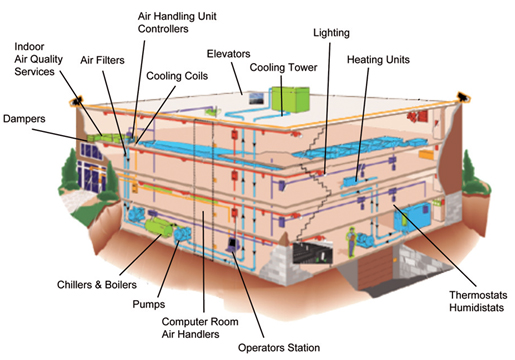 Air Handling Unit
Controllers
Lighting
Indoor
Air Quality
Services
Air Filters
Elevators
Cooling Coils
Cooling Tower
Heating Units
Dampers
Chillers & Boilers
Pumps
Computer Room
Air Handlers
Operators Station
Thermostats
Humidistats